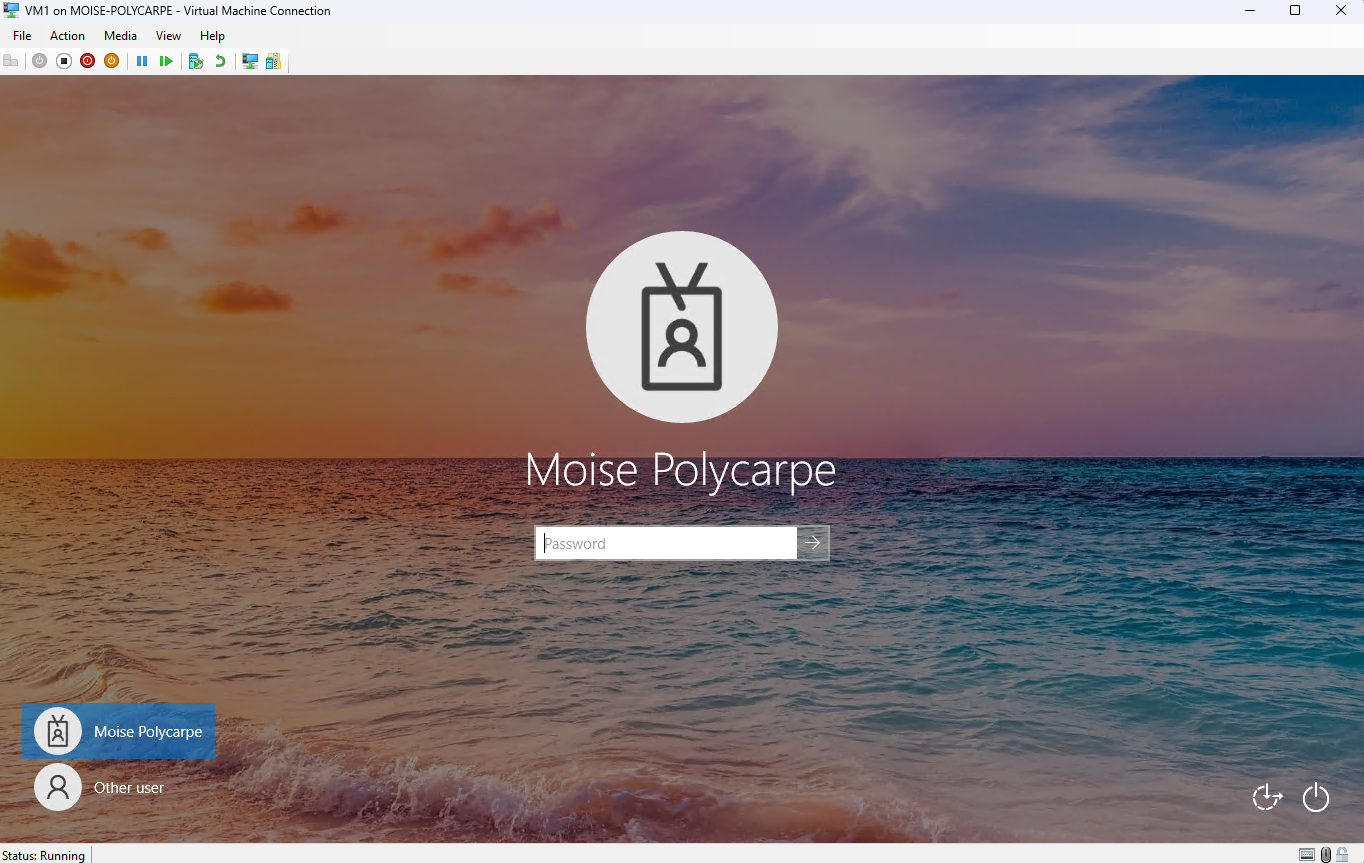 VM1 on MOISE-POLYCARPE - Virtual Machine Connection
File Action Media View Help
Moise Polycarpe
Password
Moise Polycarpe
Other user
Status: Running